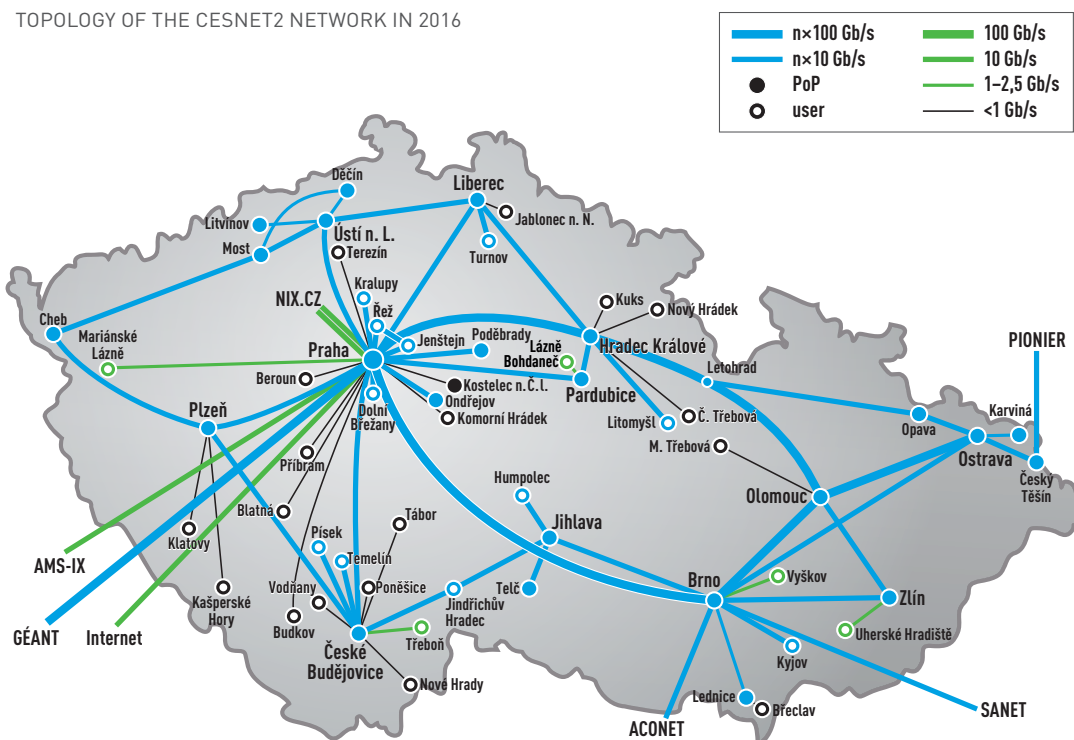 TOPOLOGY OF THE CESNET2 NETWORK IN 2016
n×100 Gb/s
100 Gb/s
n×10 Gb/s
10 Gb/s
PoP
1–2,5 Gb/s
user
<1 Gb/s
Děčín
Liberec
Litvínov
Jablonec n. N.
Ústí n. L.
Most
Terezín
Turnov
Kralupy
NIX.CZ
Řež
Kuks
Nový Hrádek
Cheb
Mariánské
Lázně
Praha
Jenštejn
Poděbrady
Hradec Králové
Lázně
Bohdaneč
PIONIER
Letohrad
Beroun
Kostelec n.Č.l.
Ondřejov
Pardubice
Dolní
Břežany
Komorní Hrádek
Plzeň
Litomyšl
Č. Třebová
Opava
Karviná
M. Třebová
Ostrava
Příbram
Český
Těšín
Humpolec
Olomouc
Blatná
Tábor
Klatovy
Písek
Jihlava
AMS-IX
Temelín
Vyškov
Brno
Kašperské
Hory
Vodňany
Poněšice
Telč
Zlín
Jindřichův
Hradec
GÉANT
Internet
Budkov
Třeboň
Uherské Hradiště
České
Budějovice
Kyjov
Nové Hrady
Lednice
Břeclav
SANET
ACONET